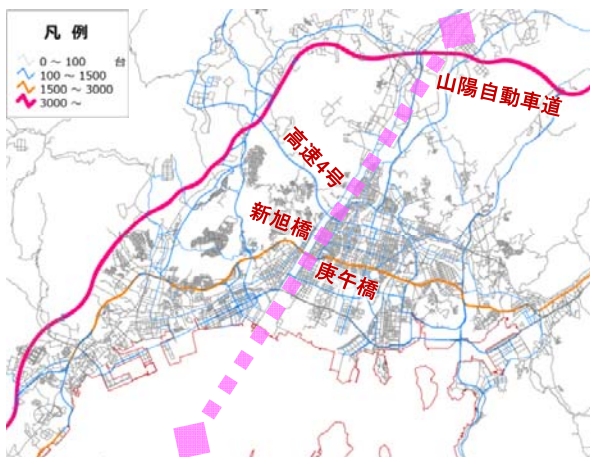 凡 例
0 ～ 100 台
100 ～ 1500
1500 ～ 3000
3000 ～
山陽自動車道
高速4号
新旭橋
庚午橋